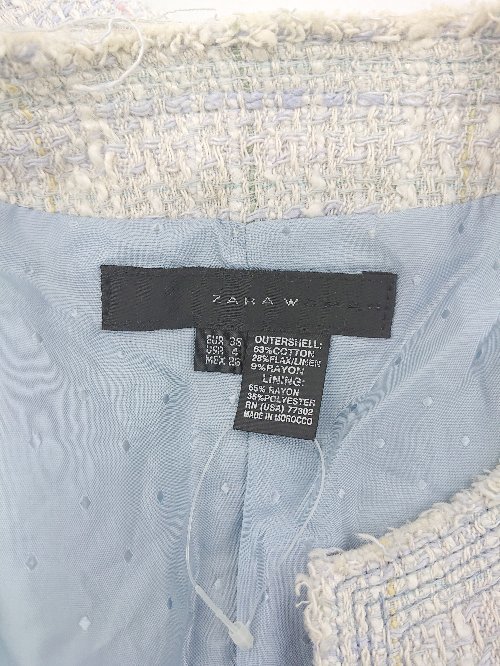 ZARA W
EUR 36
USA 4
MEX 26
OUTERSHELL:
63%COTTON
28%FLAX/LINEN
9%RAYON
LINING:
65% RAYON
35%POLYESTER
RN (USA) 77302
MADE IN MOROCCO